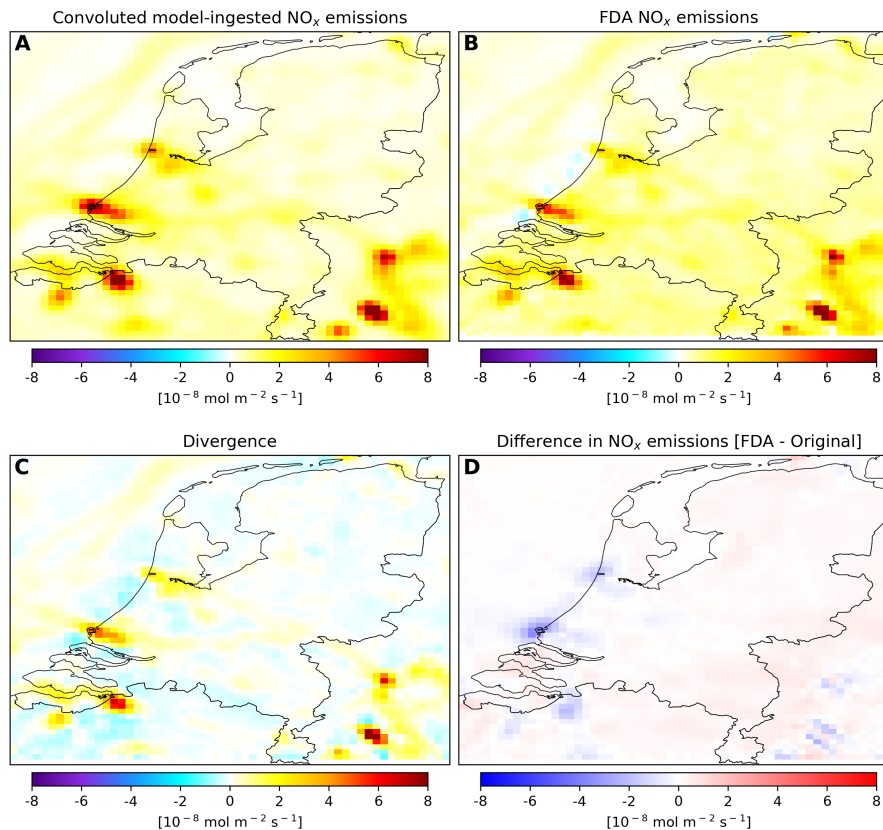 Convoluted model-ingested NOₓ emissions
FDA NOₓ emissions
A
B
-8 -6 -4 -2 0 2 4 6 8
[10⁻⁸ mol m⁻² s⁻¹]
-8 -6 -4 -2 0 2 4 6 8
[10⁻⁸ mol m⁻² s⁻¹]
Divergence
Difference in NOₓ emissions [FDA - Original]
C
D
-8 -6 -4 -2 0 2 4 6 8
[10⁻⁸ mol m⁻² s⁻¹]
-8 -6 -4 -2 0 2 4 6 8
[10⁻⁸ mol m⁻² s⁻¹]